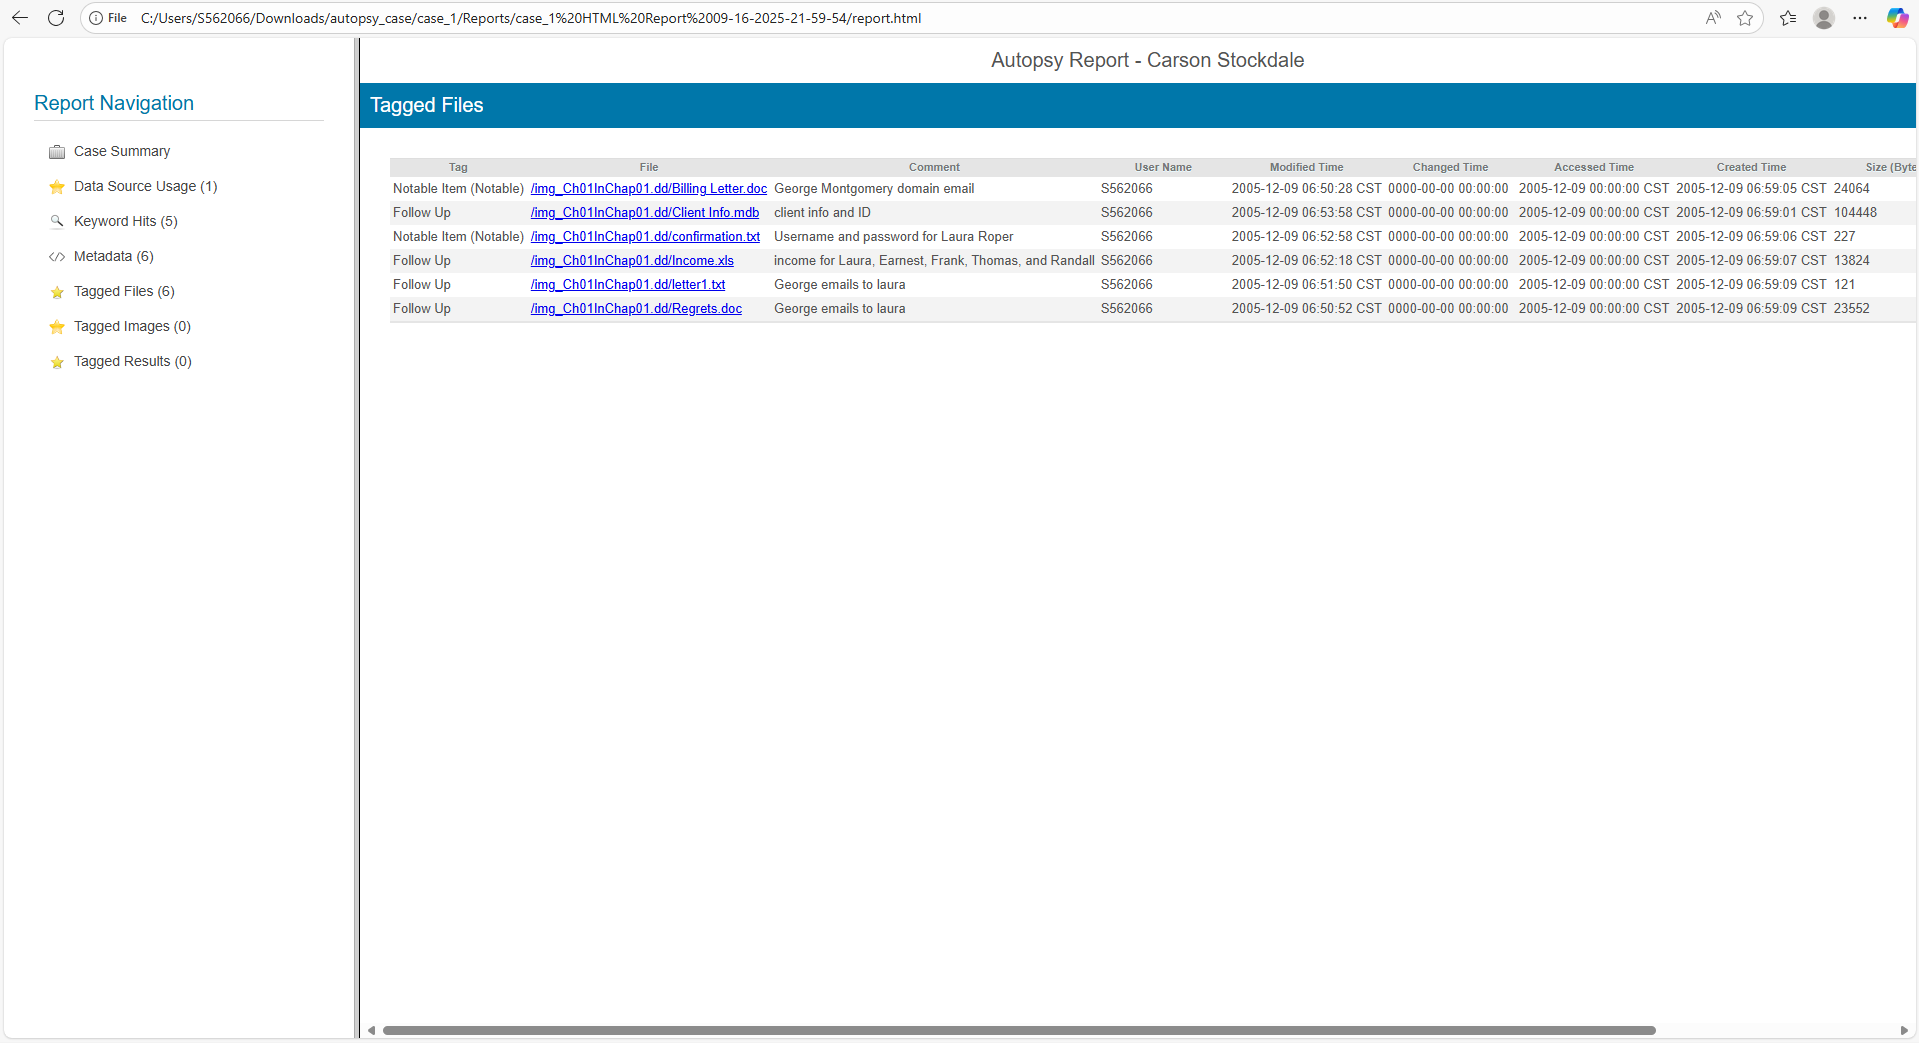 File C:/Users/S562066/Downloads/autopsy_case/case_1/Reports/case_1%20HTML%20Report%2009-16-2025-21-59-54/report.html
Autopsy Report - Carson Stockdale
Report Navigation
Case Summary
Data Source Usage (1)
Keyword Hits (5)
Metadata (6)
Tagged Files (6)
Tagged Images (0)
Tagged Results (0)
Tagged Files
Tag File Comment User Name Modified Time Changed Time Accessed Time Created Time Size (Byte
Notable Item (Notable) /img_Ch01InChap01.dd/Billing Letter.doc George Montgomery domain email S562066 2005-12-09 06:50:28 CST 0000-00-00 00:00:00 2005-12-09 00:00:00 CST 2005-12-09 06:59:05 CST 24064
Follow Up /img_Ch01InChap01.dd/Client Info.mdb client info and ID S562066 2005-12-09 06:53:58 CST 0000-00-00 00:00:00 2005-12-09 00:00:00 CST 2005-12-09 06:59:01 CST 104448
Notable Item (Notable) /img_Ch01InChap01.dd/confirmation.txt Username and password for Laura Roper S562066 2005-12-09 06:52:58 CST 0000-00-00 00:00:00 2005-12-09 00:00:00 CST 2005-12-09 06:59:06 CST 227
Follow Up /img_Ch01InChap01.dd/Income.xls income for Laura, Earnest, Frank, Thomas, and Randall S562066 2005-12-09 06:52:18 CST 0000-00-00 00:00:00 2005-12-09 00:00:00 CST 2005-12-09 06:59:07 CST 13824
Follow Up /img_Ch01InChap01.dd/letter1.txt George emails to laura S562066 2005-12-09 06:51:50 CST 0000-00-00 00:00:00 2005-12-09 00:00:00 CST 2005-12-09 06:59:09 CST 121
Follow Up /img_Ch01InChap01.dd/Regrets.doc George emails to laura S562066 2005-12-09 06:50:52 CST 0000-00-00 00:00:00 2005-12-09 00:00:00 CST 2005-12-09 06:59:09 CST 23552